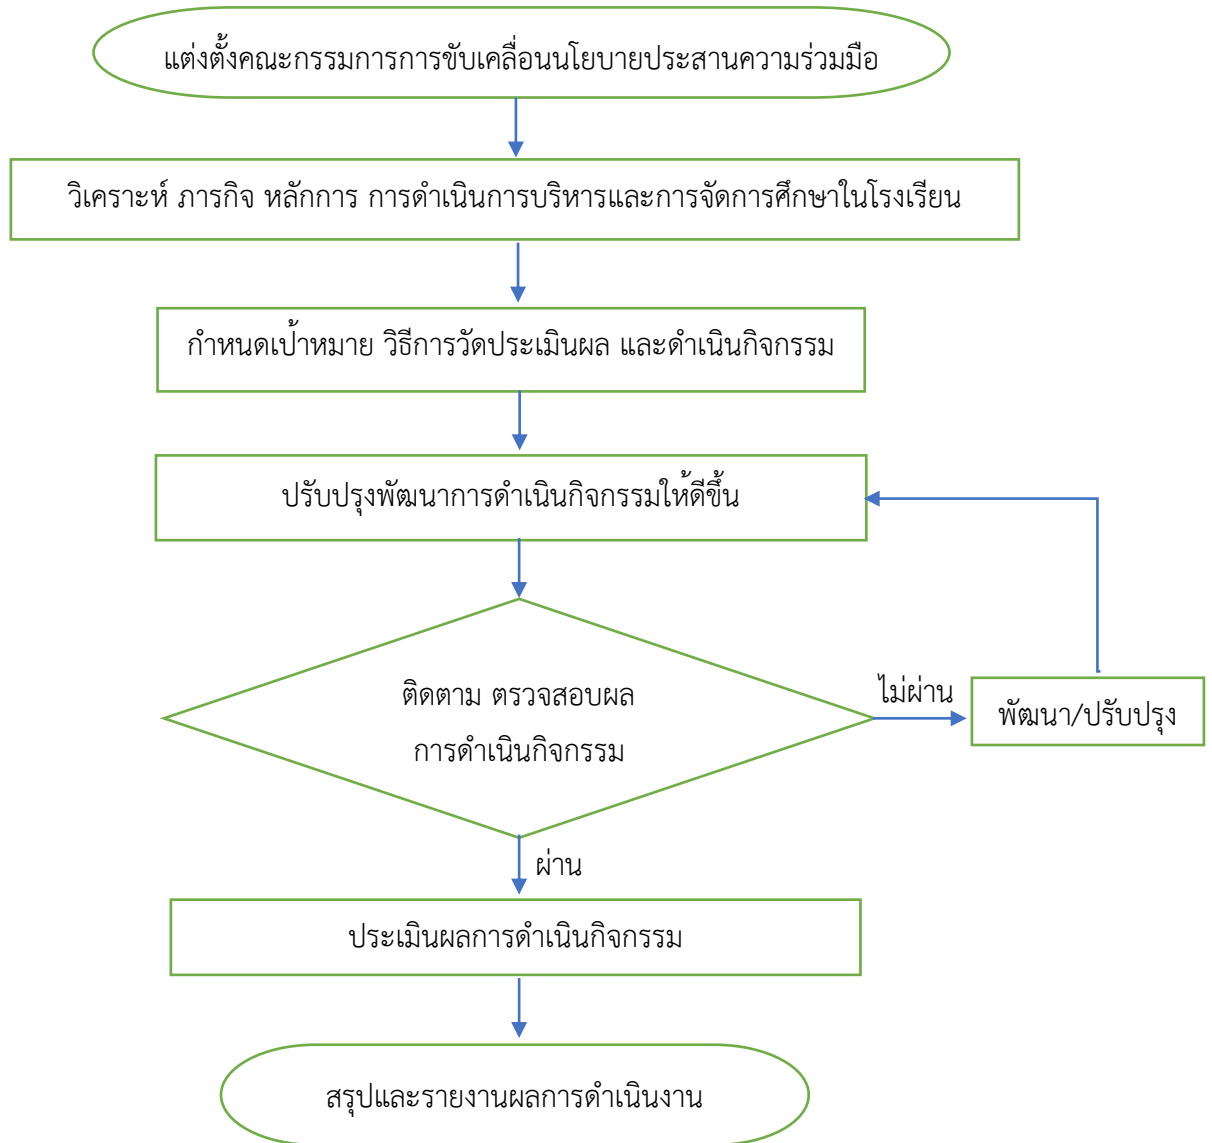 แต่งตั้งคณะกรรมการการขับเคลื่อนนโยบายประสานความร่วมมือ
วิเคราะห์ ภารกิจ หลักการ การดำเนินการบริหารและการจัดการศึกษาในโรงเรียน
กำหนดเป้าหมาย วิธีการวัดประเมินผล และดำเนินกิจกรรม
ปรับปรุงพัฒนาการดำเนินกิจกรรมให้ดีขึ้น
ติดตาม ตรวจสอบผล
การดำเนินกิจกรรม
ไม่ผ่าน
พัฒนา/ปรับปรุง
ผ่าน
ประเมินผลการดำเนินกิจกรรม
สรุปและรายงานผลการดำเนินงาน